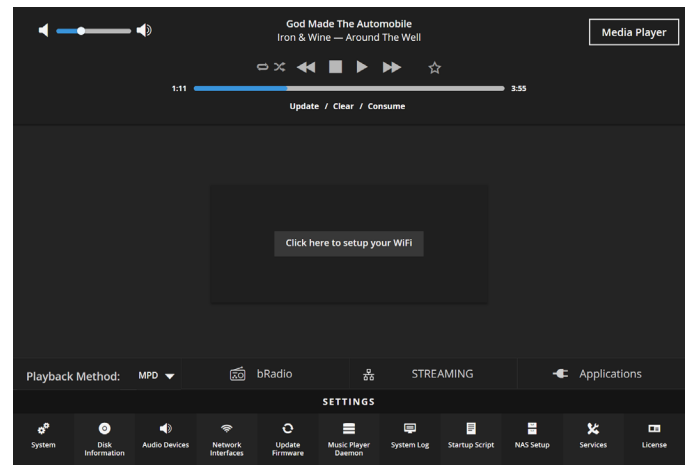 God Made The Automobile
Iron & Wine — Around The Well
Media Player
1:11
3:55
Update / Clear / Consume
Click here to setup your WiFi
Playback Method: MPD
bRadio
STREAMING
Applications
SETTINGS
System
Disk
Information
Audio Devices
Network
Interfaces
Update
Firmware
Music Player
Daemon
System Log
Startup Script
NAS Setup
Services
License